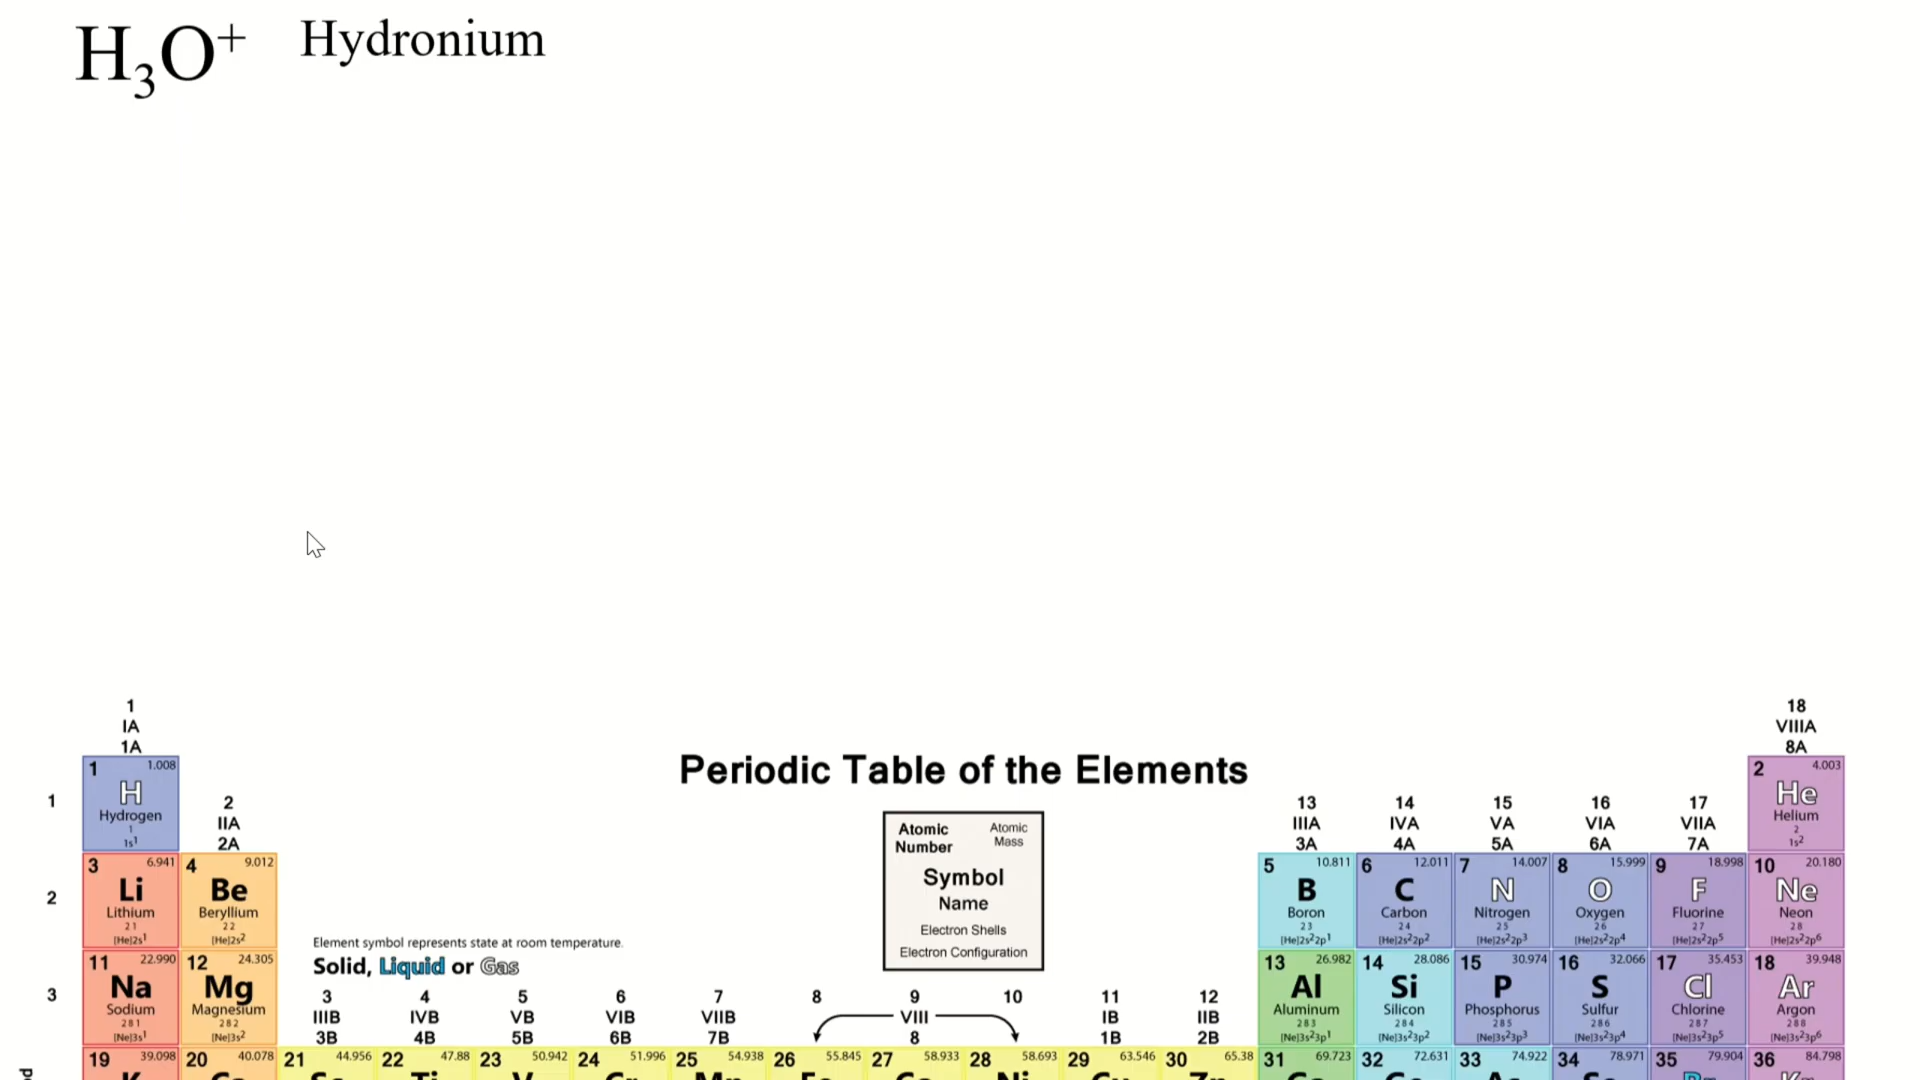 H₃O⁺ Hydronium
1 18
IA VIIIA
1A 8A
Periodic Table of the Elements
1
1 1.008
H
Hydrogen
1
1s¹
2 4.003
He
Helium
2
1s²
2 13 14 15 16 17
IIA IIIA IVA VA VIA VIIA
2A 3A 4A 5A 6A 7A
Atomic Number Atomic Mass
Symbol
Name
Electron Shells
Electron Configuration
2
3 6.941 4 9.012 5 10.811 6 12.011 7 14.007 8 15.999 9 18.998 10 20.180
Li Be B C N O F Ne
Lithium Beryllium Boron Carbon Nitrogen Oxygen Fluorine Neon
2 1 2 2 2 3 2 4 2 5 2 6 2 7 2 8
[He]2s¹ [He]2s² [He]2s²2p¹ [He]2s²2p² [He]2s²2p³ [He]2s²2p⁴ [He]2s²2p⁵ [He]2s²2p⁶
Element symbol represents state at room temperature.
Solid, Liquid or Gas
3
11 22.990 12 24.305 13 26.982 14 28.086 15 30.974 16 32.066 17 35.453 18 39.948
Na Mg Al Si P S Cl Ar
Sodium Magnesium Aluminum Silicon Phosphorus Sulfur Chlorine Argon
2 8 1 2 8 2 2 8 3 2 8 4 2 8 5 2 8 6 2 8 7 2 8 8
[Ne]3s¹ [Ne]3s² [Ne]3s²3p¹ [Ne]3s²3p² [Ne]3s²3p³ [Ne]3s²3p⁴ [Ne]3s²3p⁵ [Ne]3s²3p⁶
3 4 5 6 7 8 9 10 11 12
IIIB IVB VB VIB VIIB VIII IB IIB
3B 4B 5B 6B 7B 8 1B 2B
19 39.098 20 40.078 21 44.956 22 47.88 23 50.942 24 51.996 25 54.938 26 55.845 27 58.933 28 58.693 29 63.546 30 65.38 31 69.723 32 72.631 33 74.922 34 78.971 35 79.904 36 84.798